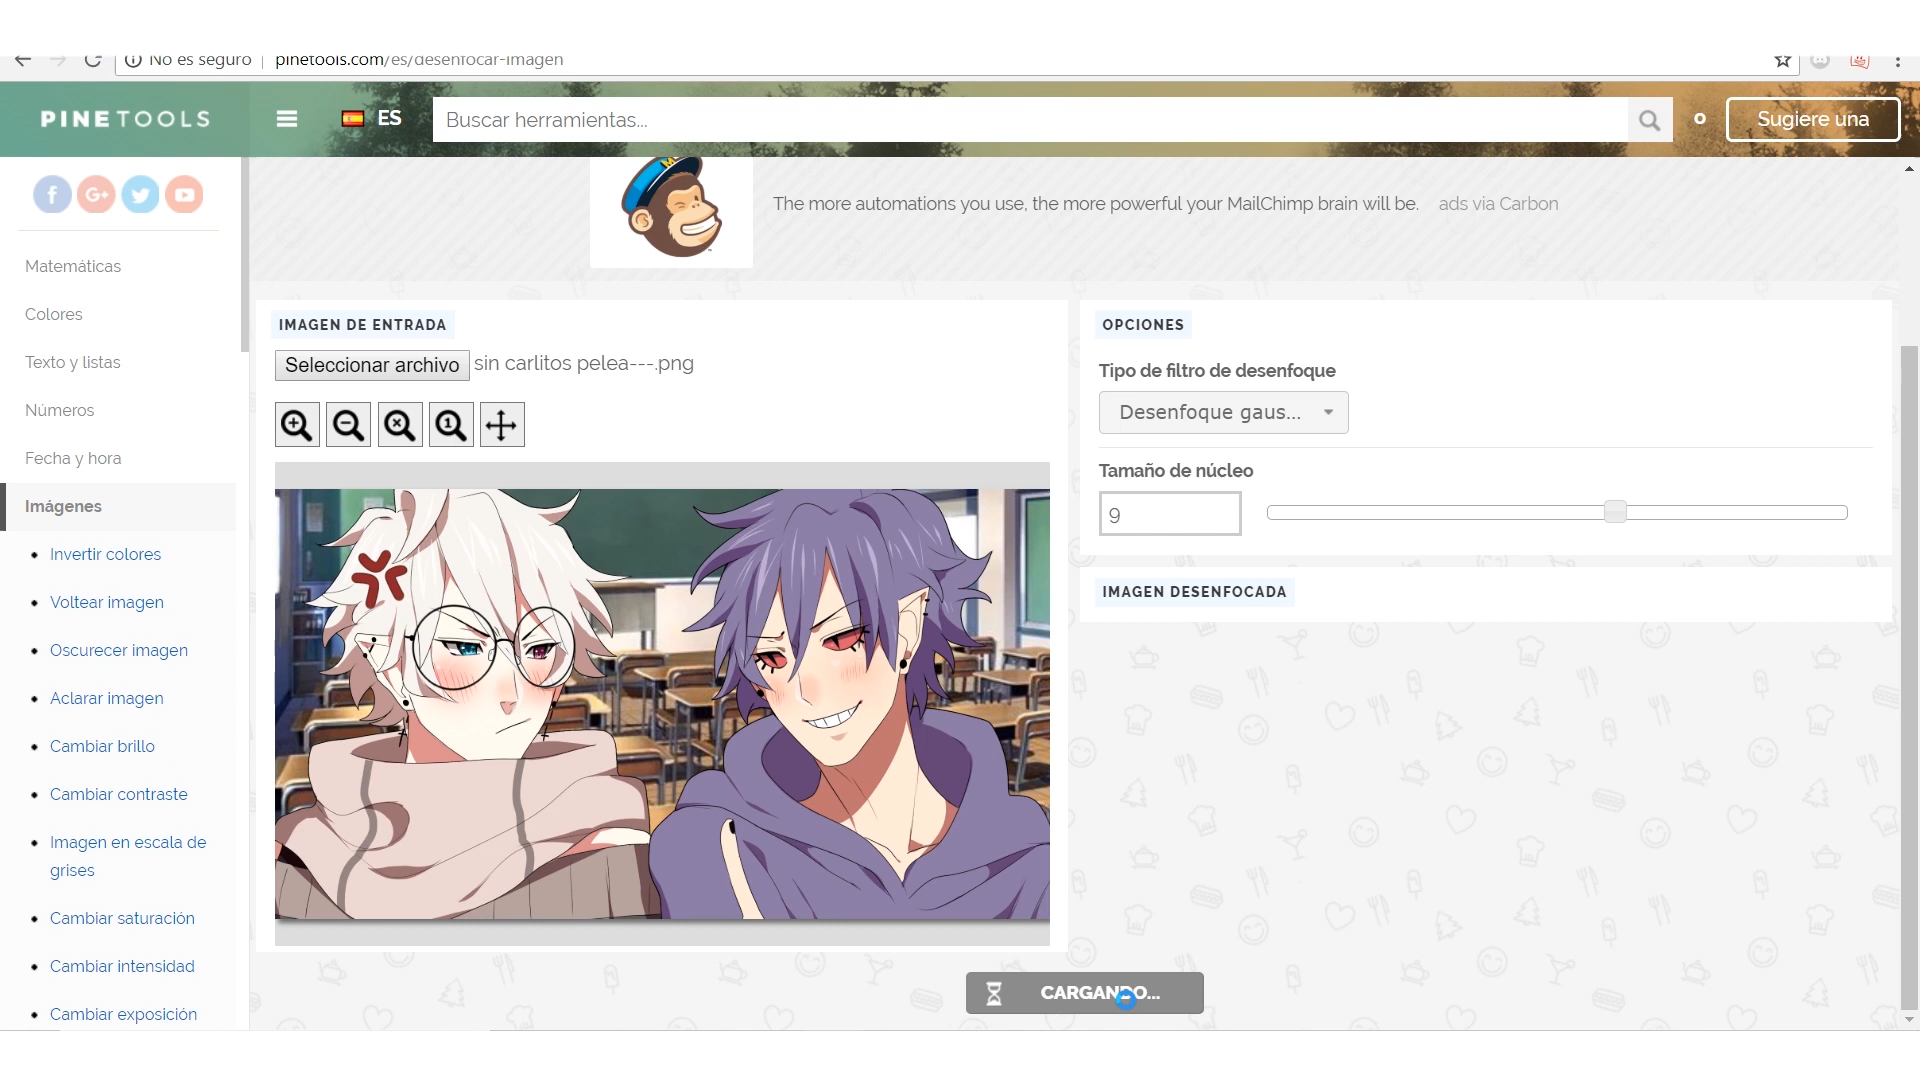 No es seguro | pinetools.com/es/desenfocar-imagen
PINETOOLS
ES
Buscar herramientas...
o
Sugiere una
The more automations you use, the more powerful your MailChimp brain will be. ads via Carbon
Matemáticas
Colores
Texto y listas
Números
Fecha y hora
Imágenes
Invertir colores
Voltear imagen
Oscurecer imagen
Aclarar imagen
Cambiar brillo
Cambiar contraste
Imagen en escala de
grises
Cambiar saturación
Cambiar intensidad
Cambiar exposición
IMAGEN DE ENTRADA
Seleccionar archivo sin carlitos pelea---.png
OPCIONES
Tipo de filtro de desenfoque
Desenfoque gaus...
Tamaño de núcleo
9
IMAGEN DESENFOCADA
CARGANDO...